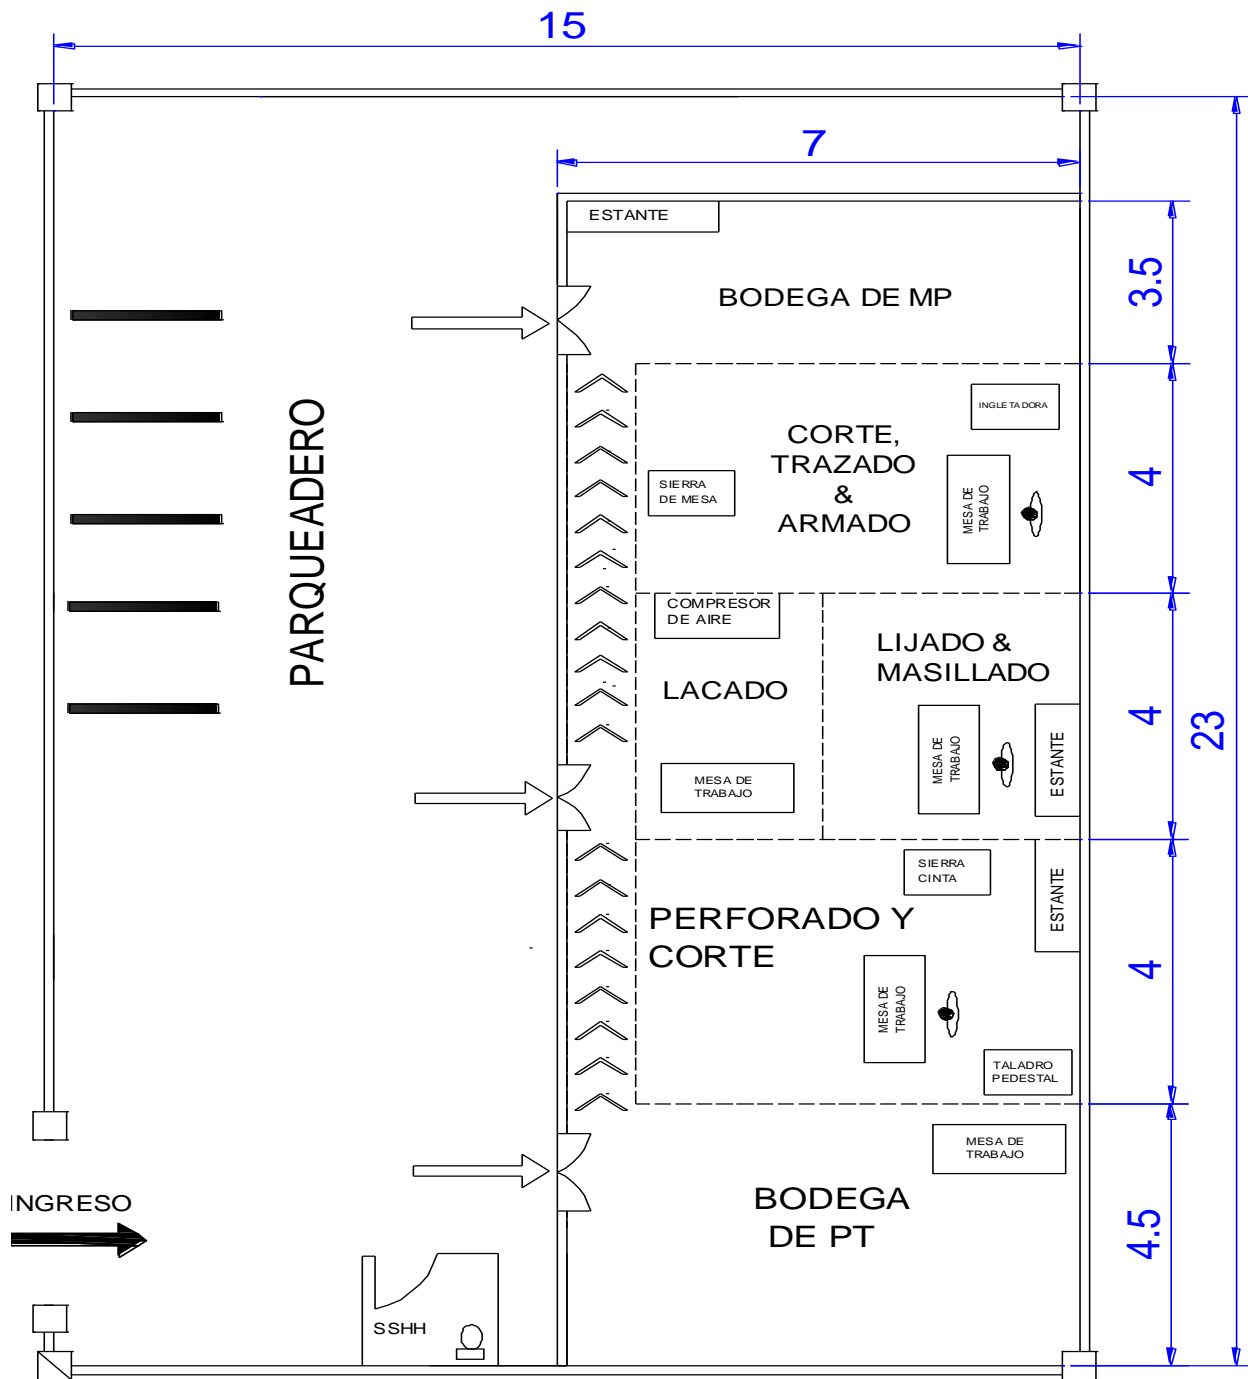 15
7
ESTANTE
BODEGA DE MP
3.5
INGLETADORA
CORTE,
TRAZADO
&
ARMADO
SIERRA
DE MESA
MESA DE
TRABAJO
4
PARQUEADERO
COMPRESOR
DE AIRE
LACADO
LIJADO &
MASILLADO
MESA DE
TRABAJO
MESA DE
TRABAJO
ESTANTE
4
23
SIERRA
CINTA
ESTANTE
PERFORADO Y
CORTE
MESA DE
TRABAJO
TALADRO
PEDESTAL
4
MESA DE
TRABAJO
BODEGA
DE PT
4.5
INGRESO
SSHH